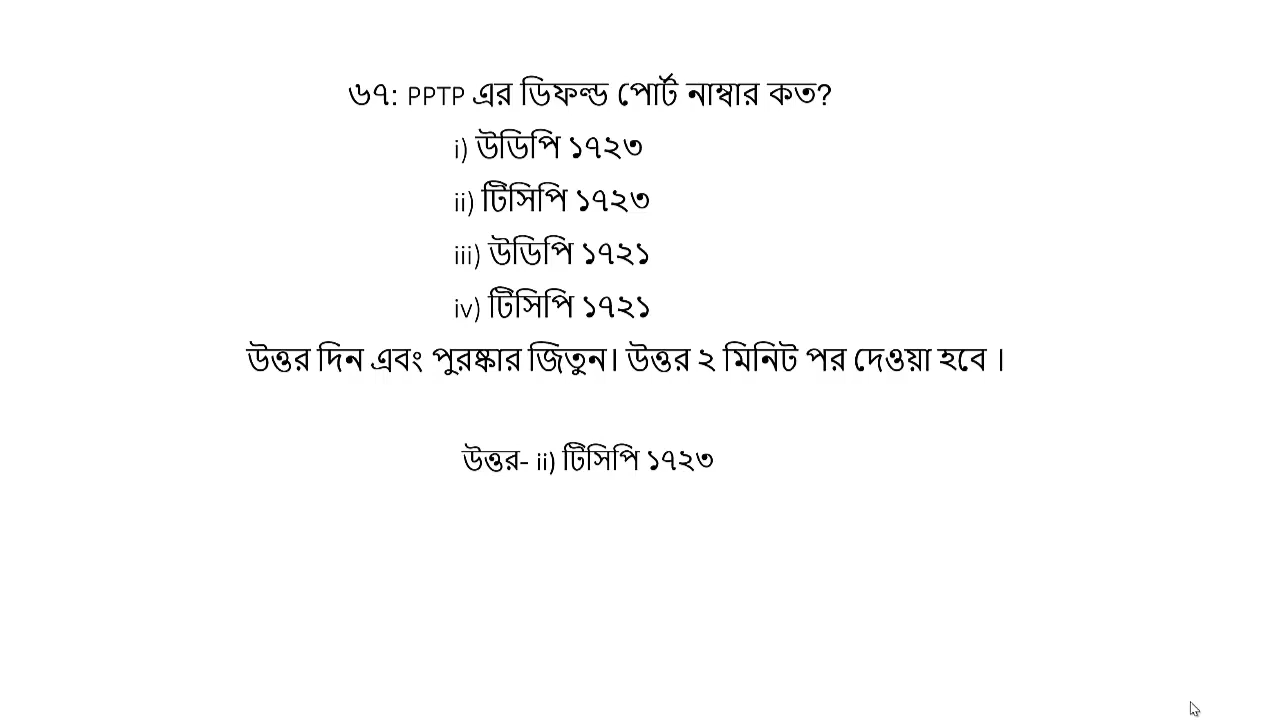 ৬৭: PPTP এর ডিফল্ড পোর্ট নাম্বার কত?
i) উডিপি ১৭২৩
ii) টিসিপি ১৭২৩
iii) উডিপি ১৭২১
iv) টিসিপি ১৭২১
উত্তর দিন এবং পুরষ্কার জিতুন। উত্তর ২ মিনিট পর দেওয়া হবে ।
উত্তর- ii) টিসিপি ১৭২৩